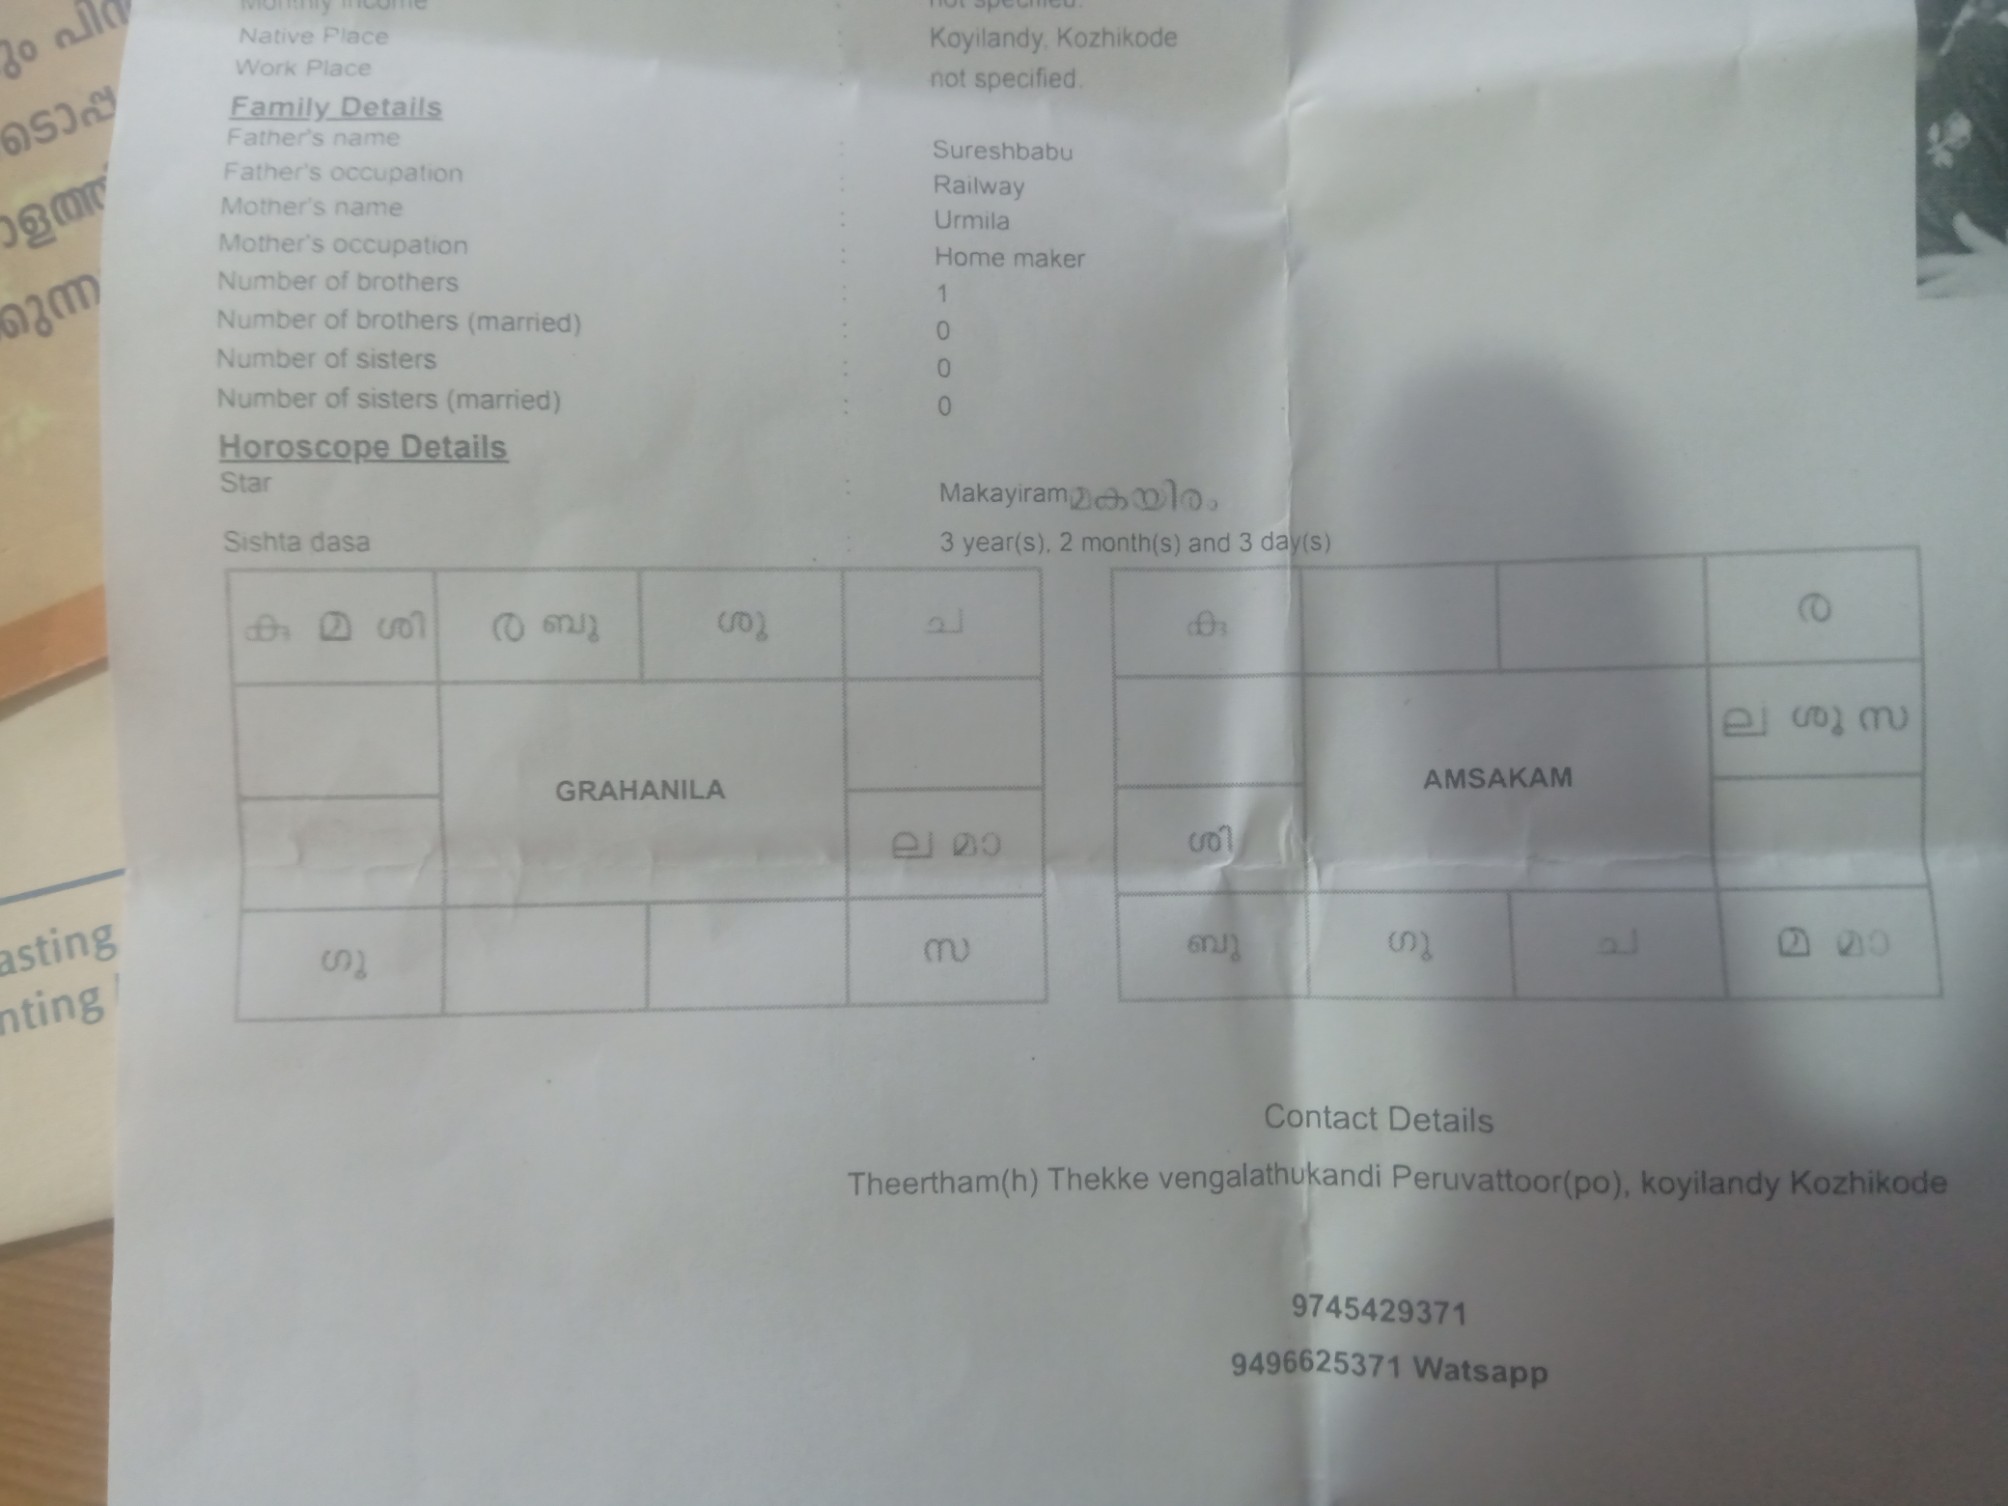 Monthly Income : not specified.
Native Place : Koyilandy, Kozhikode
Work Place not specified.
Family Details
Father's name : Sureshbabu
Father's occupation : Railway
Mother's name : Urmila
Mother's occupation : Home maker
Number of brothers : 1
Number of brothers (married) : 0
Number of sisters : 0
Number of sisters (married) : 0
Horoscope Details
Star : Makayiram മകയിരം
Sishta dasa : 3 year(s), 2 month(s) and 3 day(s)
ക മ ശി ര ബു ശു ച
GRAHANILA
ല മാ
ഗു സ
ക ര
ല ശു സ
AMSAKAM
ശി
ബു ഗു ച മ മാ
Contact Details
Theertham(h) Thekke vengalathukandi Peruvattoor(po), koyilandy Kozhikode
9745429371
9496625371 Watsapp
asting
nting